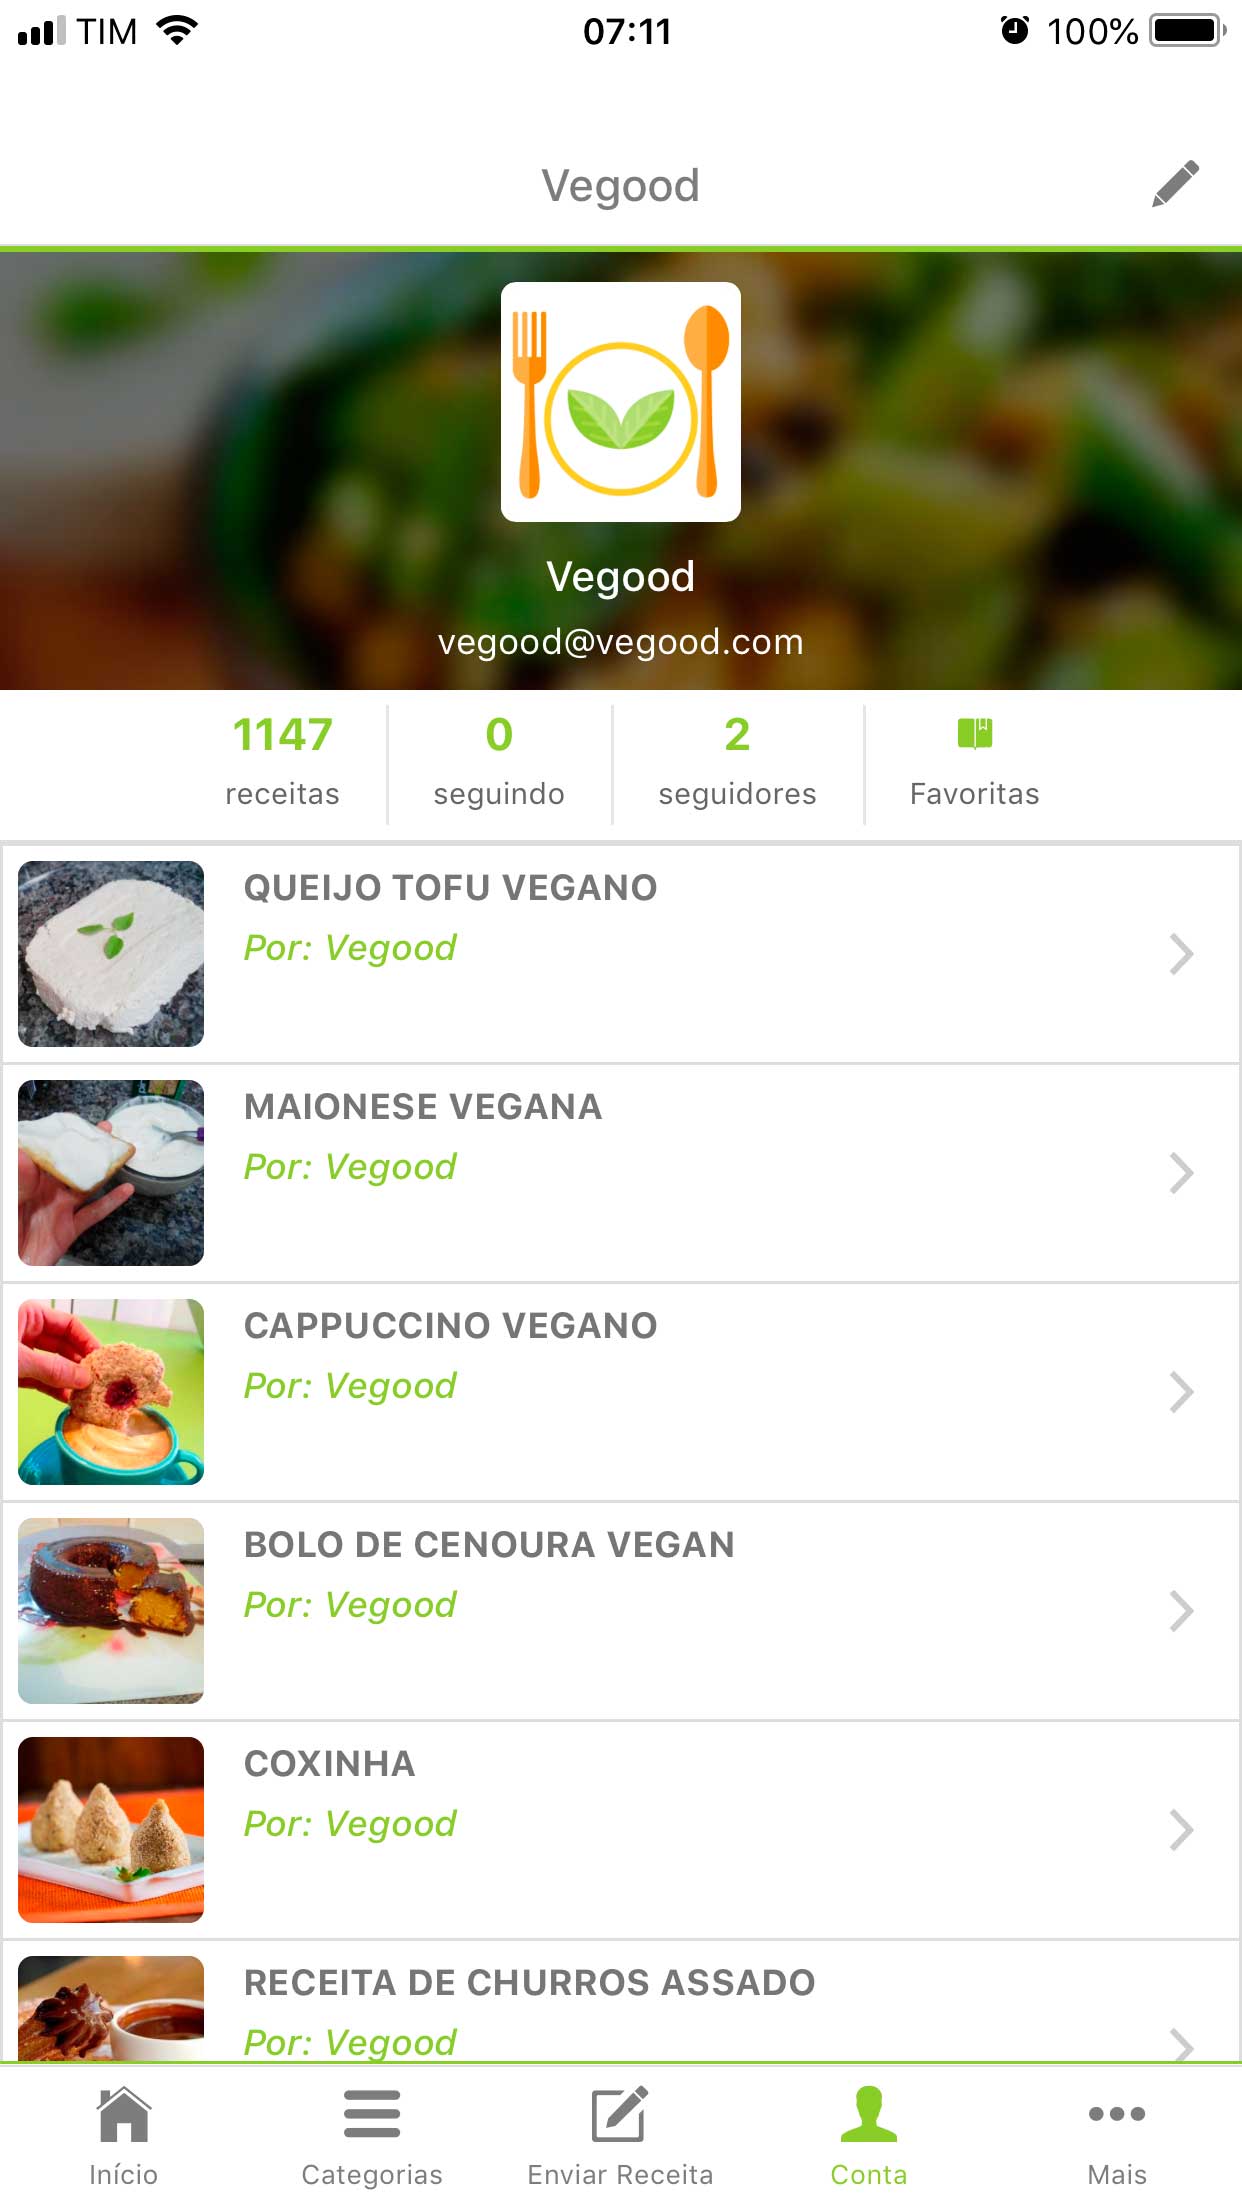 TIM 07:11 100%
Vegood
Vegood
vegood@vegood.com
1147 0 2
receitas seguindo seguidores Favoritas
QUEIJO TOFU VEGANO
Por: Vegood
MAIONESE VEGANA
Por: Vegood
CAPPUCCINO VEGANO
Por: Vegood
BOLO DE CENOURA VEGAN
Por: Vegood
COXINHA
Por: Vegood
RECEITA DE CHURROS ASSADO
Por: Vegood
Início Categorias Enviar Receita Conta Mais